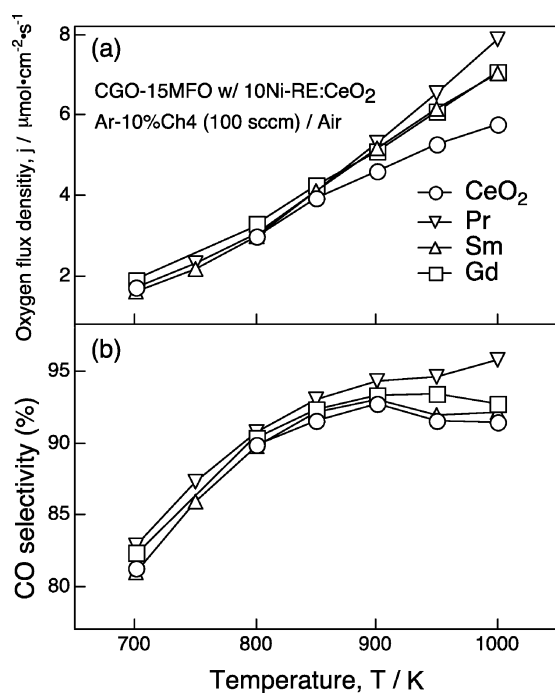 (a)
CGO-15MFO w/ 10Ni-RE:CeO₂
Ar-10%Ch4 (100 sccm) / Air
Oxygen flux densitiy, j / μmol•cm⁻²•s⁻¹
8
6
4
2
CeO₂
Pr
Sm
Gd
(b)
CO selectivity (%)
95
90
85
80
700 800 900 1000
Temperature, T / K